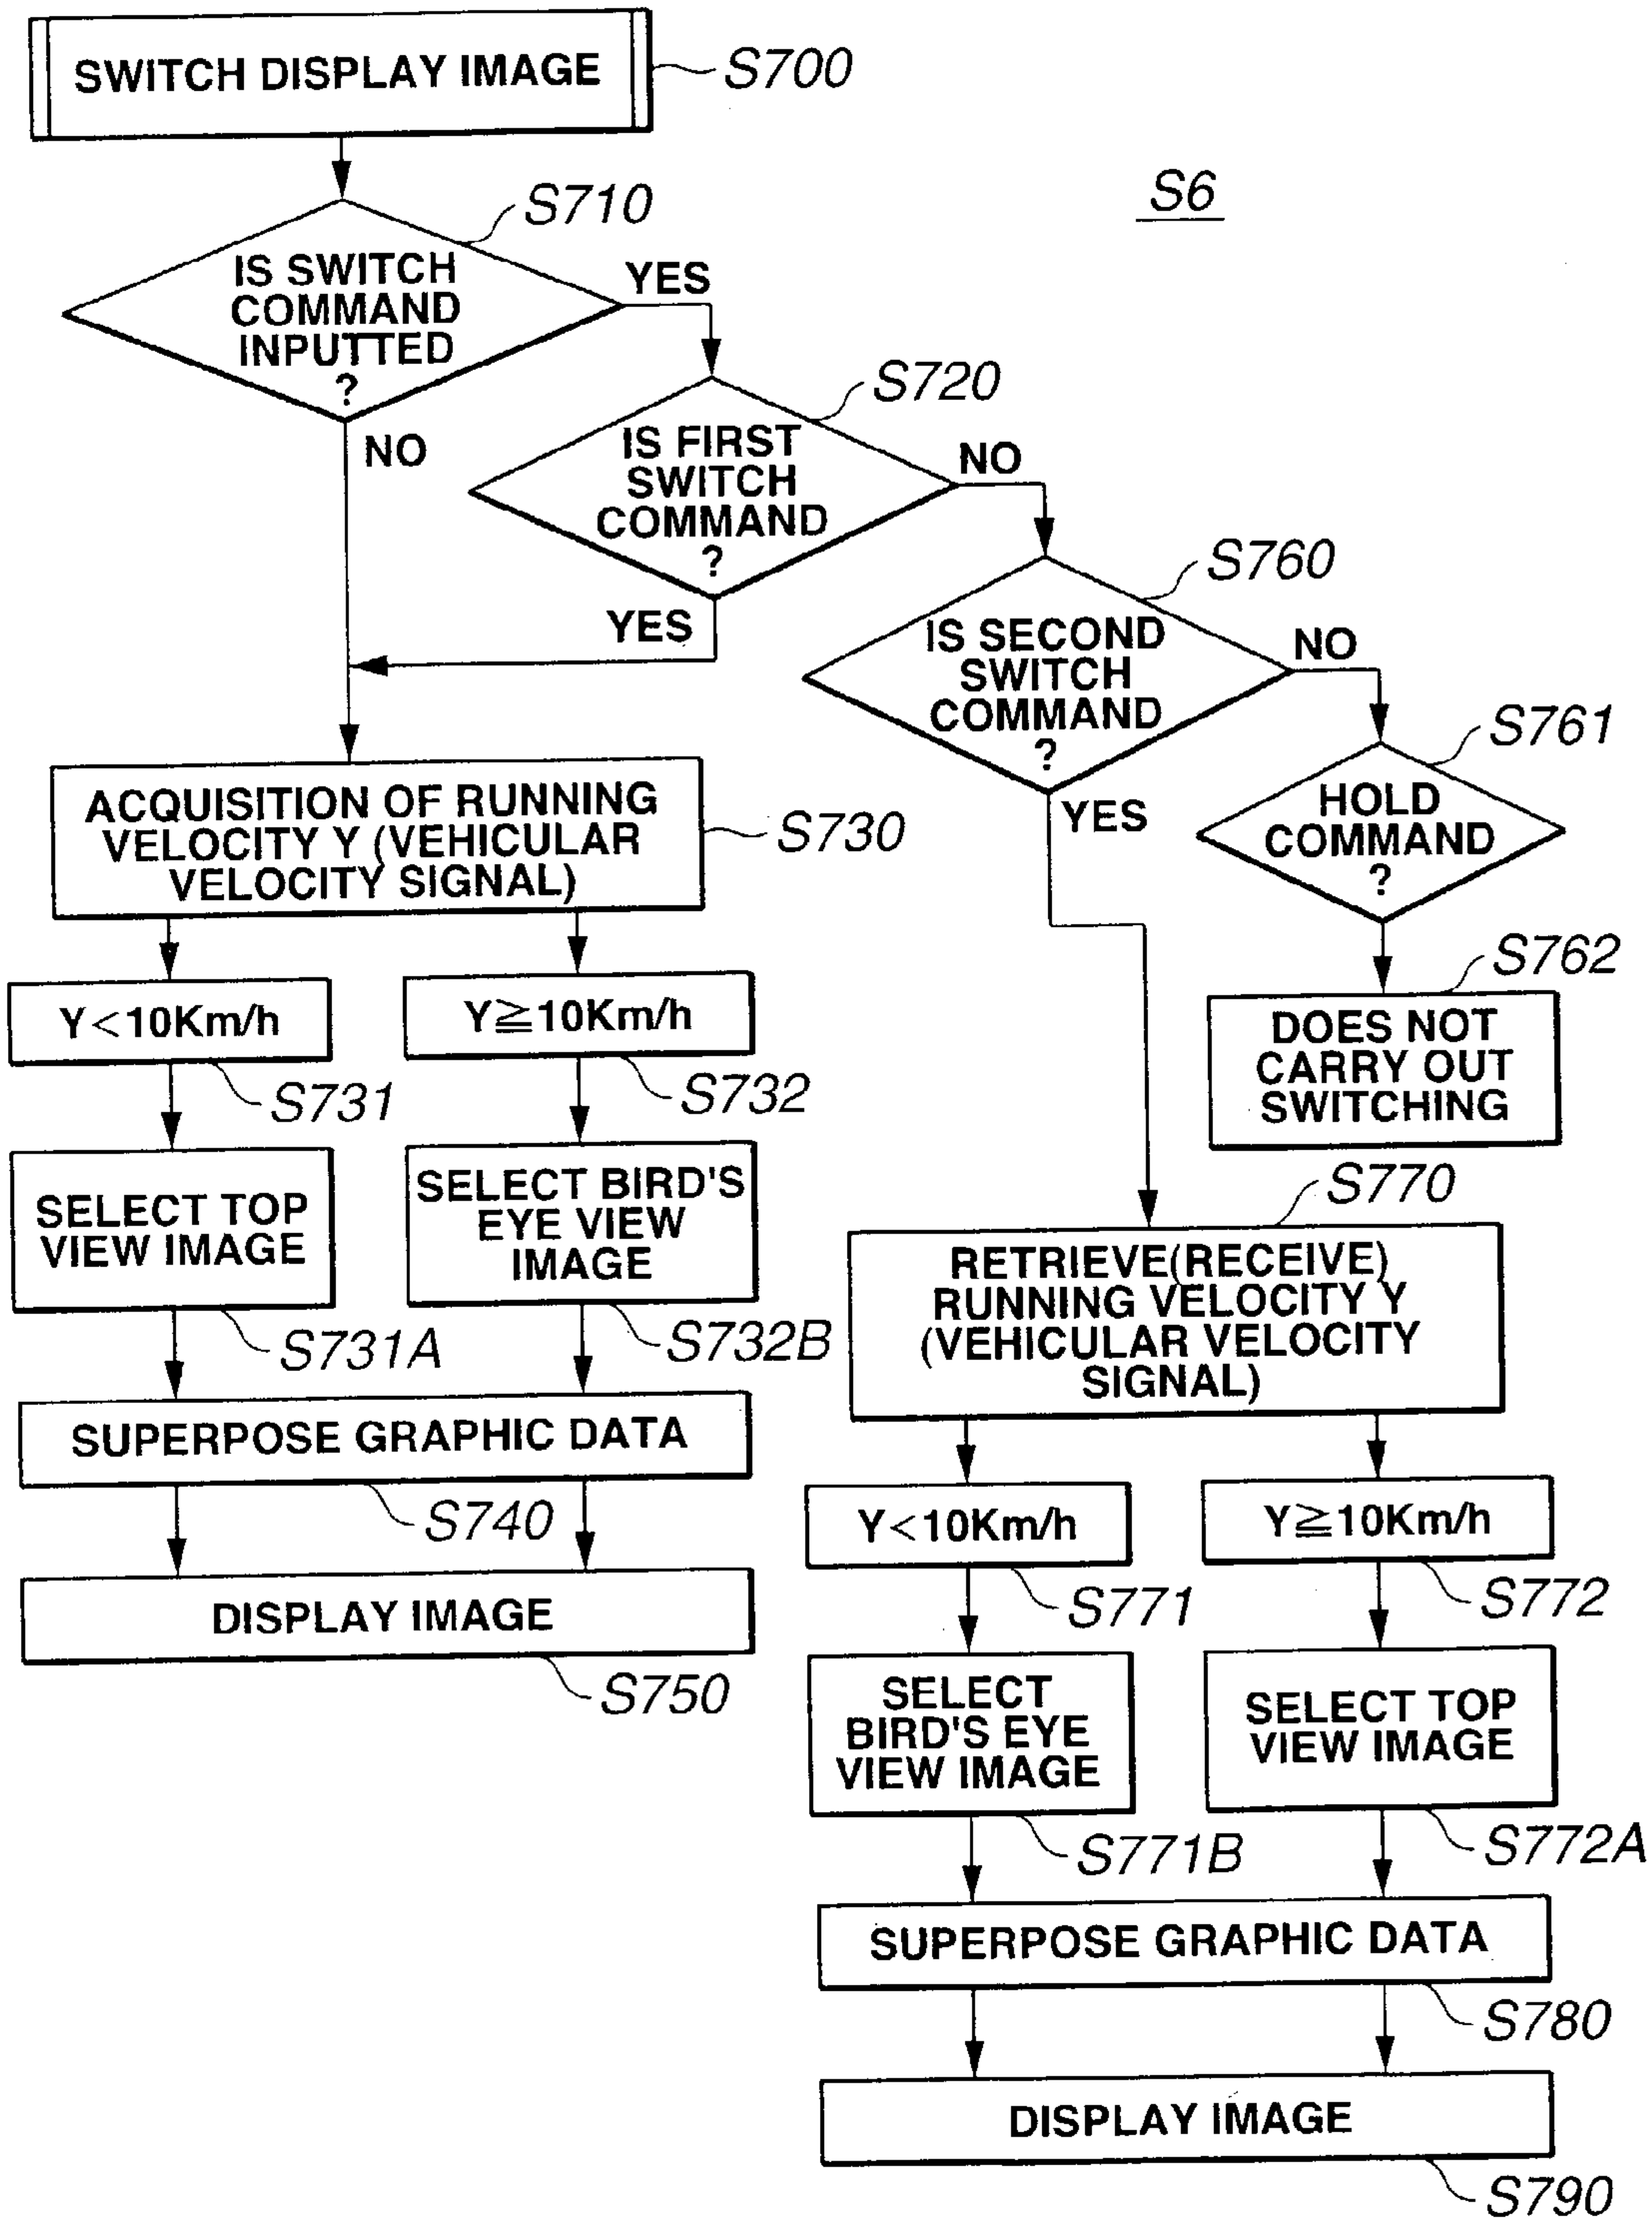 SWITCH DISPLAY IMAGE
S700
S6
S710
IS SWITCH
COMMAND
INPUTTED
?
YES
NO
S720
IS FIRST
SWITCH
COMMAND
?
NO
YES
S760
IS SECOND
SWITCH
COMMAND
?
NO
YES
S761
HOLD
COMMAND
?
S762
DOES NOT
CARRY OUT
SWITCHING
ACQUISITION OF RUNNING
VELOCITY Y (VEHICULAR
VELOCITY SIGNAL)
S730
Y<10Km/h
S731
Y≧10Km/h
S732
SELECT TOP
VIEW IMAGE
S731A
SELECT BIRD'S
EYE VIEW
IMAGE
S732B
SUPERPOSE GRAPHIC DATA
S740
DISPLAY IMAGE
S750
S770
RETRIEVE(RECEIVE)
RUNNING VELOCITY Y
(VEHICULAR VELOCITY
SIGNAL)
Y<10Km/h
S771
Y≧10Km/h
S772
SELECT
BIRD'S EYE
VIEW IMAGE
S771B
SELECT TOP
VIEW IMAGE
S772A
SUPERPOSE GRAPHIC DATA
S780
DISPLAY IMAGE
S790